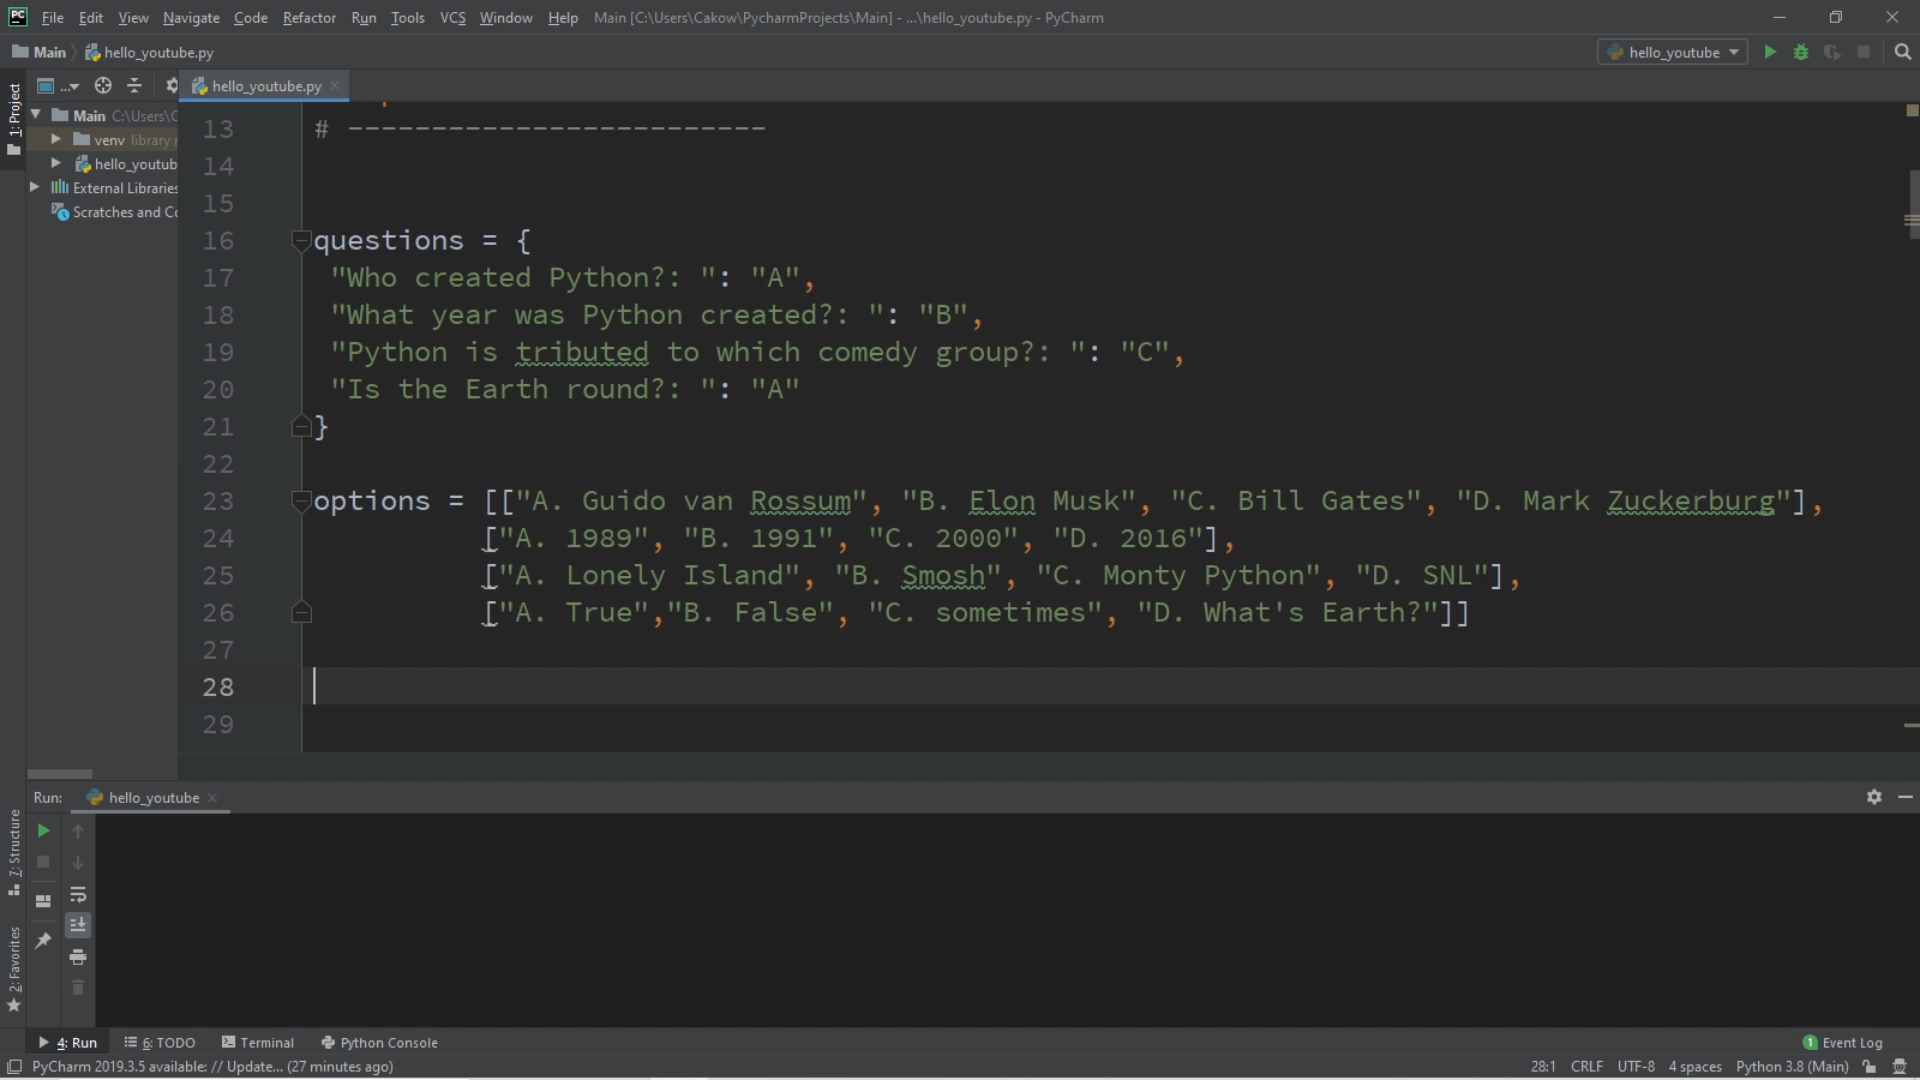 PC File Edit View Navigate Code Refactor Run Tools VCS Window Help Main [C:\Users\Cakow\PycharmProjects\Main] - ...\hello_youtube.py - PyCharm
Main hello_youtube.py hello_youtube
1: Project ... hello_youtube.py
Main C:\Users\C
venv library r
hello_youtub
External Libraries
Scratches and Co
13 # -------------------------
14
15
16 questions = {
17 "Who created Python?: ": "A",
18 "What year was Python created?: ": "B",
19 "Python is tributed to which comedy group?: ": "C",
20 "Is the Earth round?: ": "A"
21 }
22
23 options = [["A. Guido van Rossum", "B. Elon Musk", "C. Bill Gates", "D. Mark Zuckerburg"],
24 ["A. 1989", "B. 1991", "C. 2000", "D. 2016"],
25 ["A. Lonely Island", "B. Smosh", "C. Monty Python", "D. SNL"],
26 ["A. True","B. False", "C. sometimes", "D. What's Earth?"]]
27
28
29
Run: hello_youtube
7: Structure
2: Favorites
4: Run 6: TODO Terminal Python Console 1 Event Log
PyCharm 2019.3.5 available: // Update... (27 minutes ago) 28:1 CRLF UTF-8 4 spaces Python 3.8 (Main)